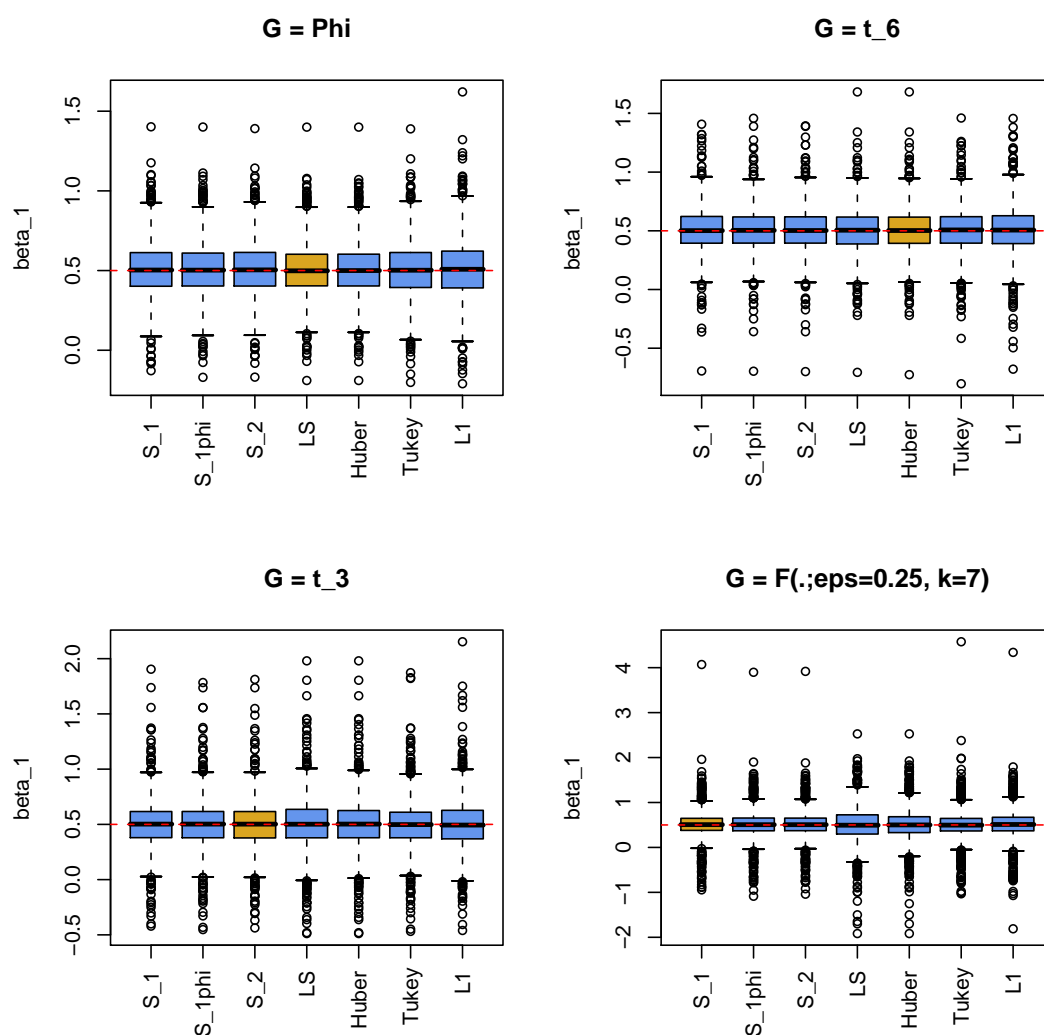 G = Phi
beta_1
0.0 0.5 1.0 1.5
S_1 S_1phi S_2 LS Huber Tukey L1
G = t_6
beta_1
−0.5 0.0 0.5 1.0 1.5
S_1 S_1phi S_2 LS Huber Tukey L1
G = t_3
beta_1
−0.5 0.0 0.5 1.0 1.5 2.0
S_1 S_1phi S_2 LS Huber Tukey L1
G = F(.;eps=0.25, k=7)
beta_1
−2 −1 0 1 2 3 4
S_1 S_1phi S_2 LS Huber Tukey L1